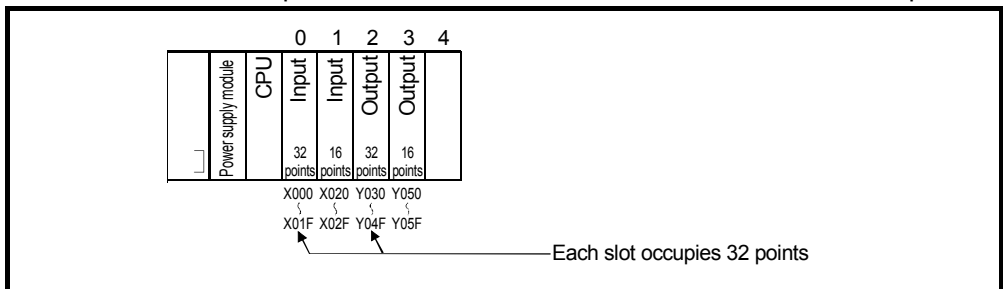 0 1 2 3 4
Power supply module
CPU
Input
Input
Output
Output
32 16 32 16
points points points points
X000 X020 Y030 Y050
X01F X02F Y04F Y05F
Each slot occupies 32 points